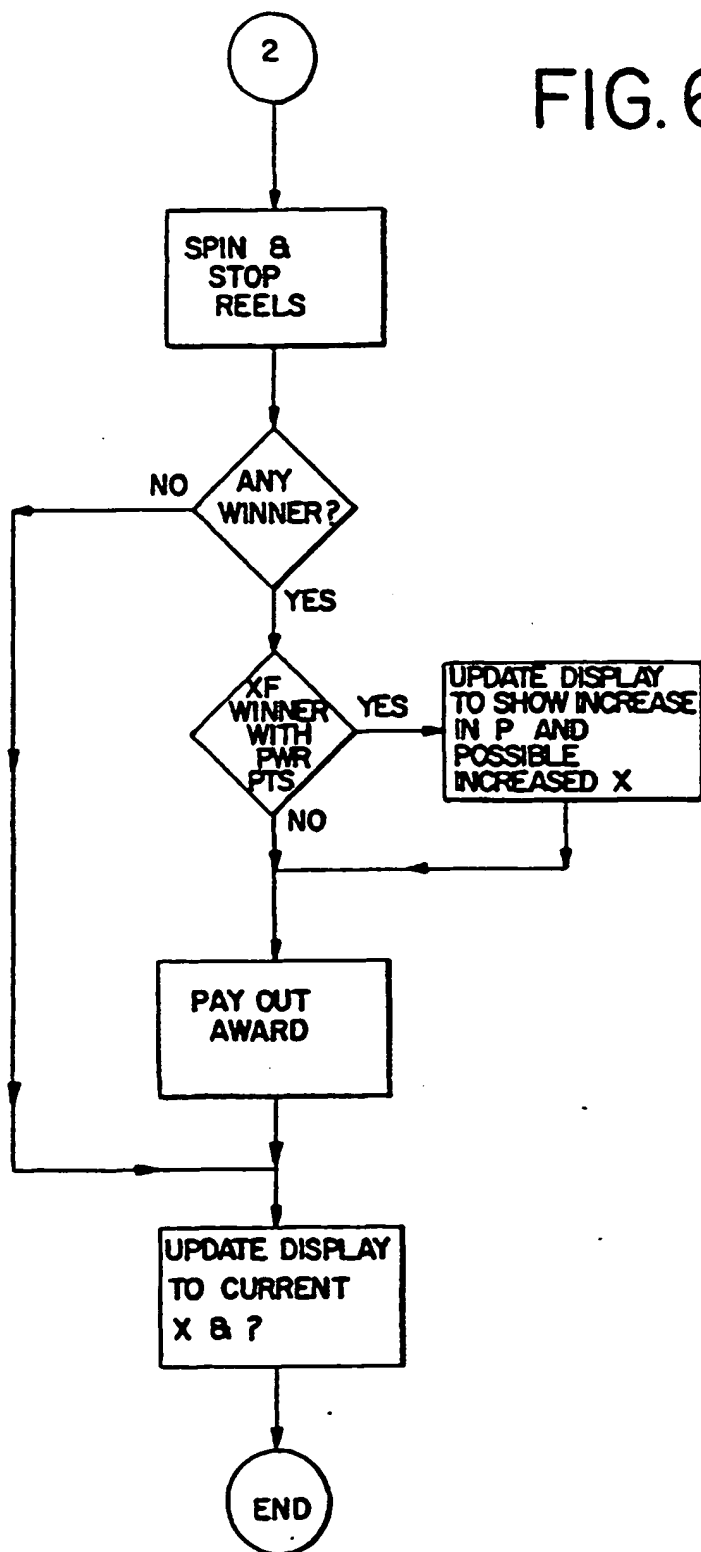 2
FIG. 6
SPIN &
STOP
REELS
ANY
WINNER?
NO
YES
XF
WINNER
WITH
PWR
PTS
YES
NO
UPDATE DISPLAY
TO SHOW INCREASE
IN P AND
POSSIBLE
INCREASED X
PAY OUT
AWARD
UPDATE DISPLAY
TO CURRENT
X & ?
END